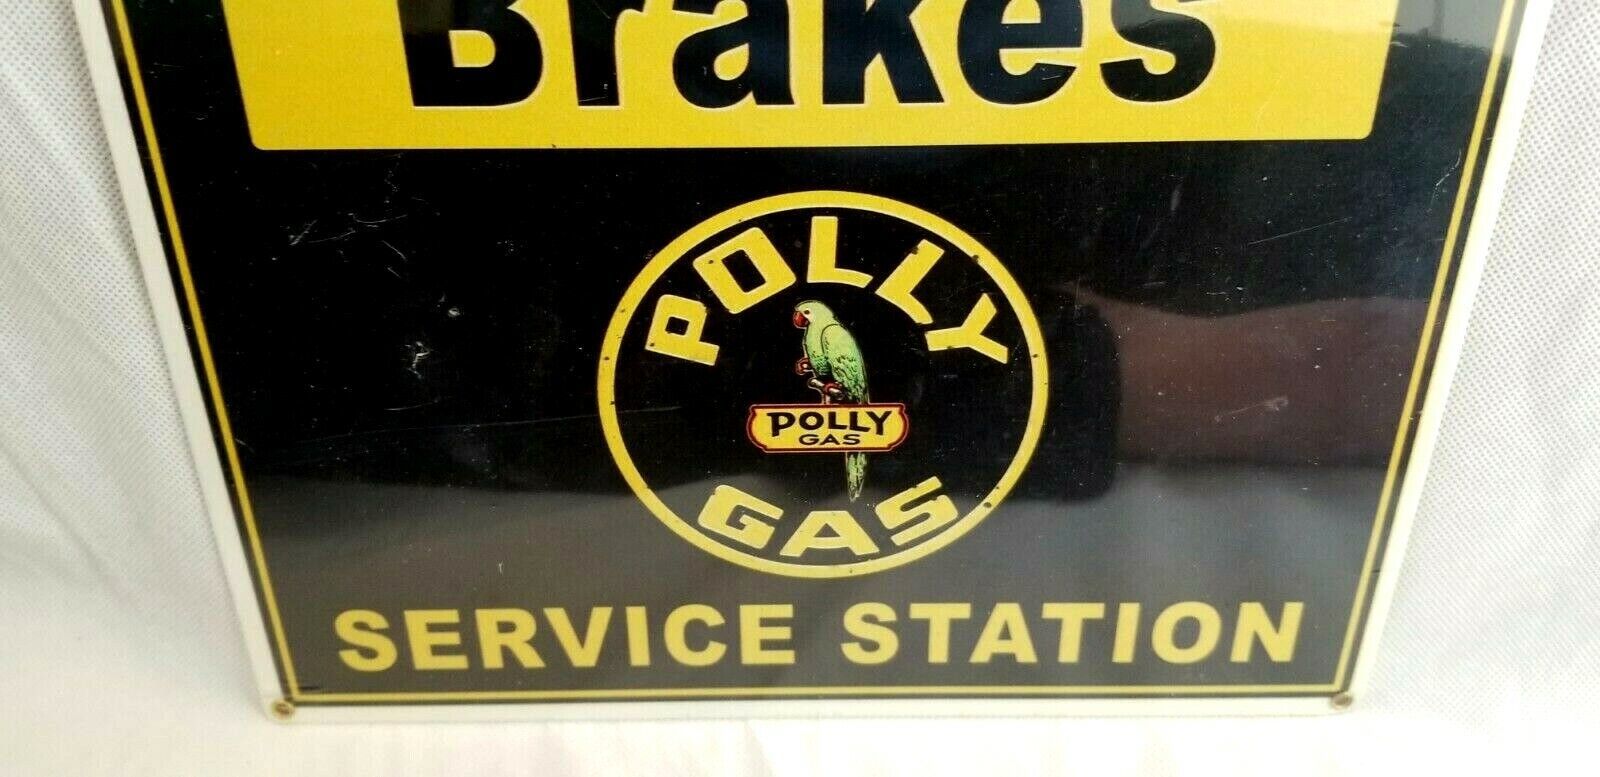 Brakes
POLLY
POLLY
GAS
GAS
SERVICE STATION